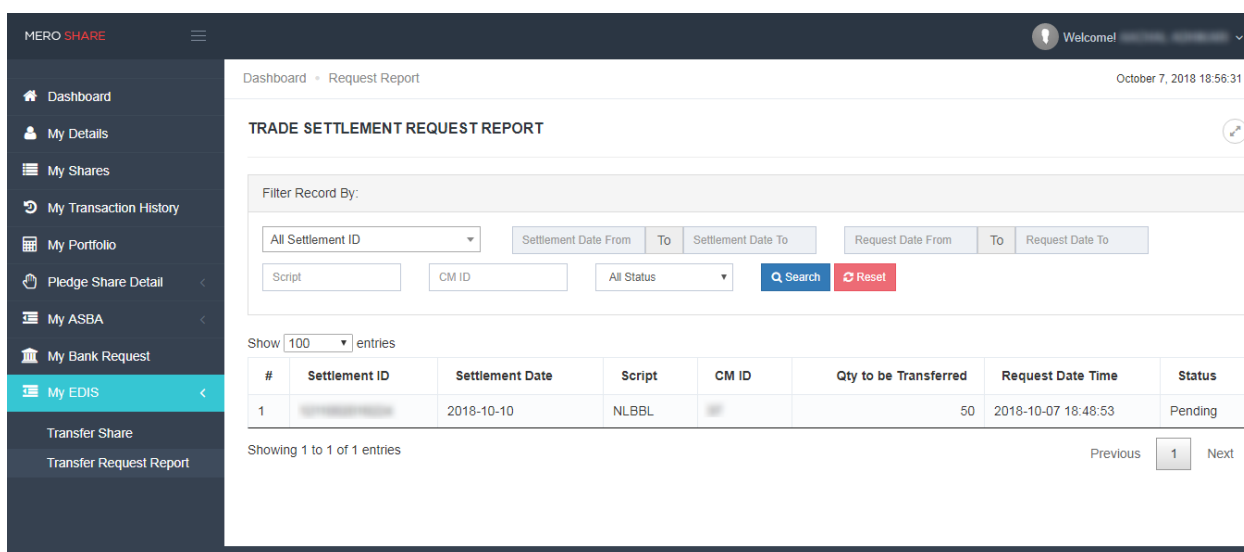 MERO SHARE
Welcome!
Dashboard
My Details
My Shares
My Transaction History
My Portfolio
Pledge Share Detail
My ASBA
My Bank Request
My EDIS
Transfer Share
Transfer Request Report
Dashboard Request Report
October 7, 2018 18:56:31
TRADE SETTLEMENT REQUEST REPORT
Filter Record By:
All Settlement ID Settlement Date From To Settlement Date To Request Date From To Request Date To
Script CM ID All Status Search Reset
Show 100 entries
# Settlement ID Settlement Date Script CM ID Qty to be Transferred Request Date Time Status
1 2018-10-10 NLBBL 50 2018-10-07 18:48:53 Pending
Showing 1 to 1 of 1 entries
Previous 1 Next